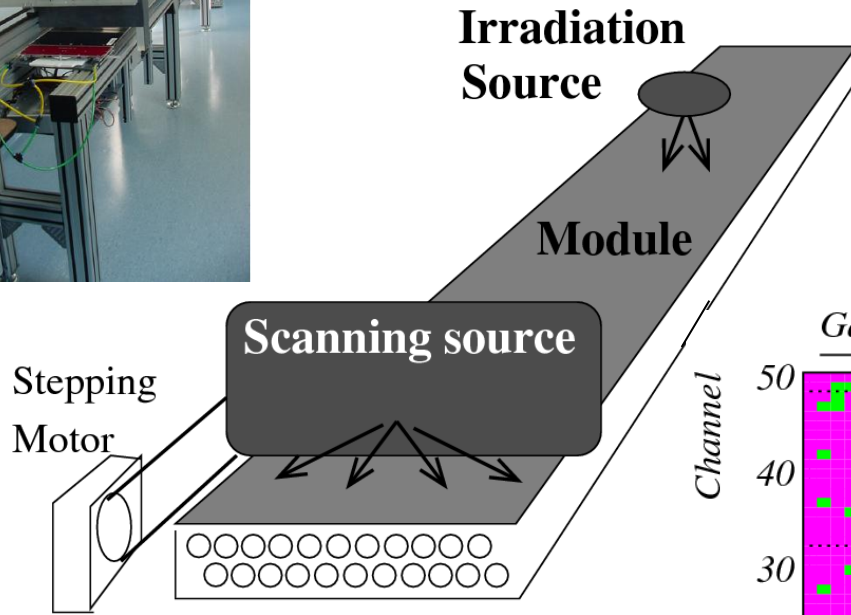 Irradiation
Source
Module
Scanning source
Stepping
Motor
Channel
50
40
30